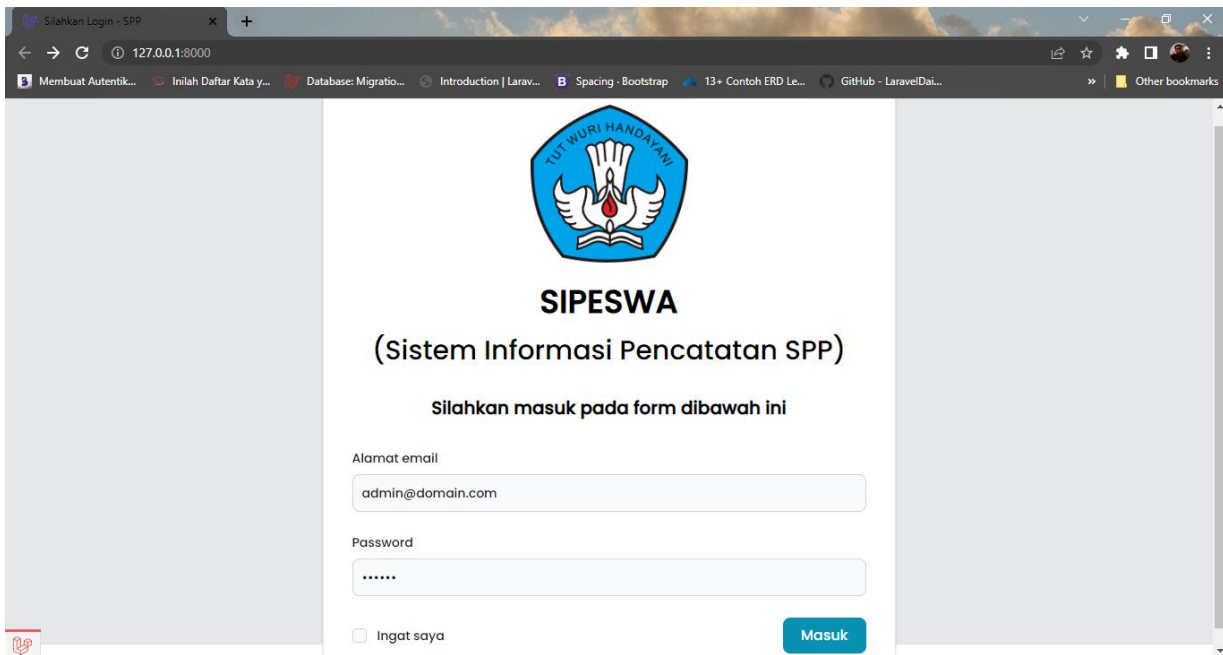 Silahkan Login - SPP
127.0.0.1:8000
Membuat Autentik... Inilah Daftar Kata y... Database: Migratio... Introduction | Larav... B Spacing · Bootstrap 13+ Contoh ERD Le... GitHub - LaravelDai... » Other bookmarks
TUT WURI HANDAYANI
SIPESWA
(Sistem Informasi Pencatatan SPP)
Silahkan masuk pada form dibawah ini
Alamat email
admin@domain.com
Password
••••••
Ingat saya Masuk